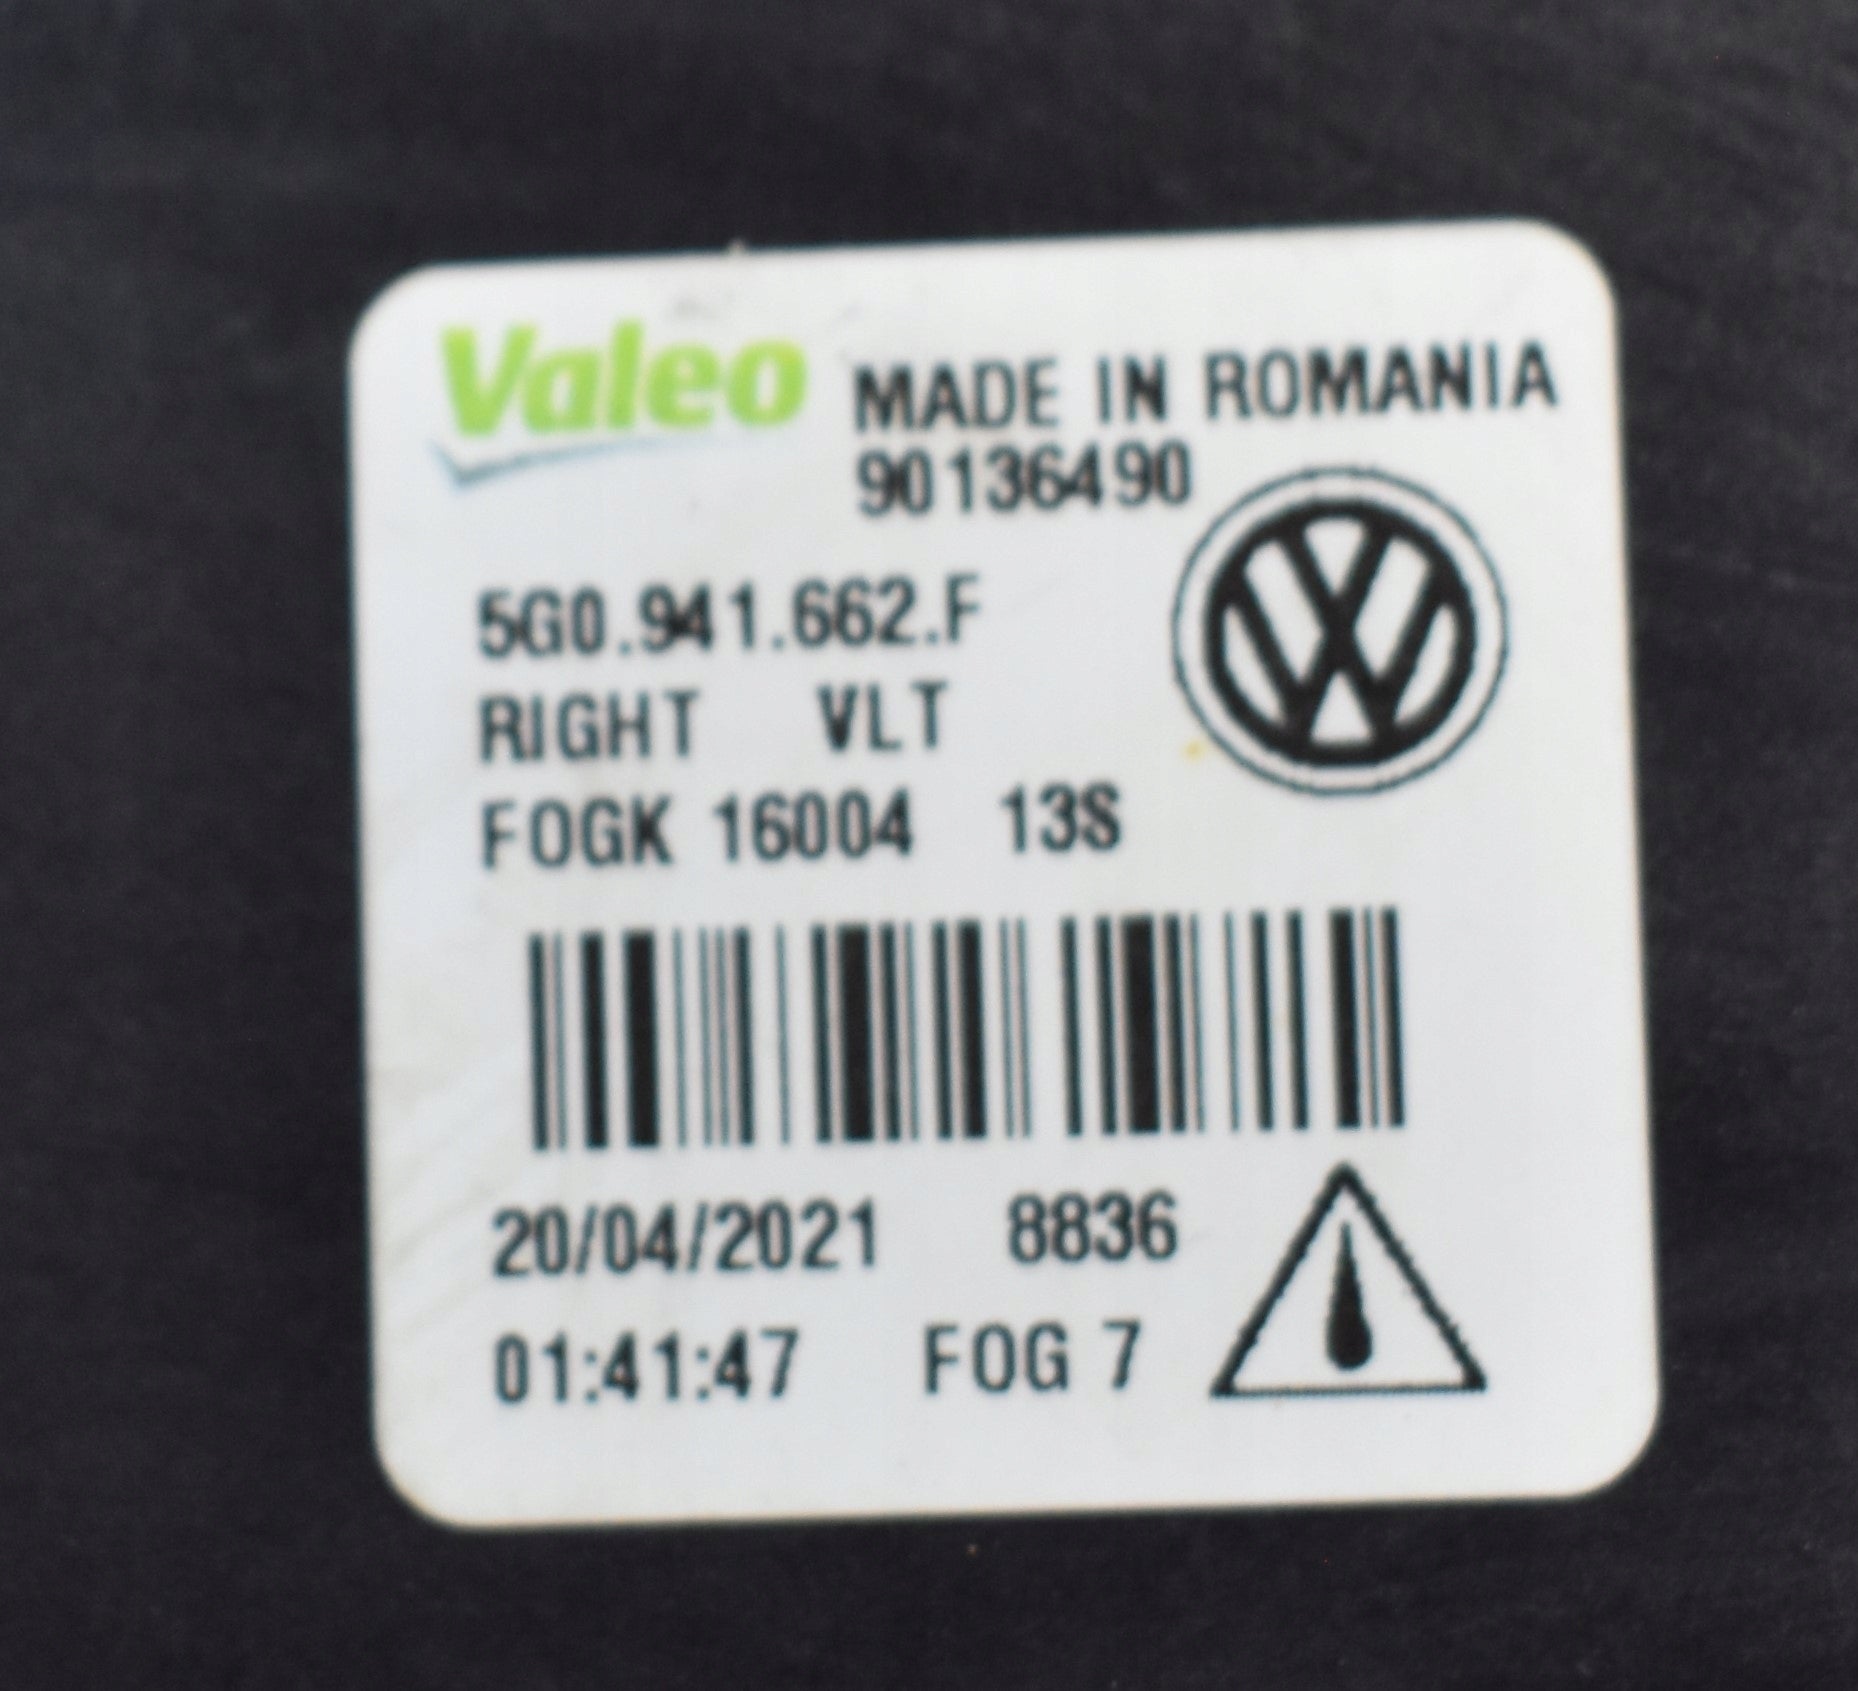 Valeo MADE IN ROMANIA
90136490
5G0.941.662.F
RIGHT VLT
FOGK 16004 13S
20/04/2021 8836
01:41:47 FOG 7